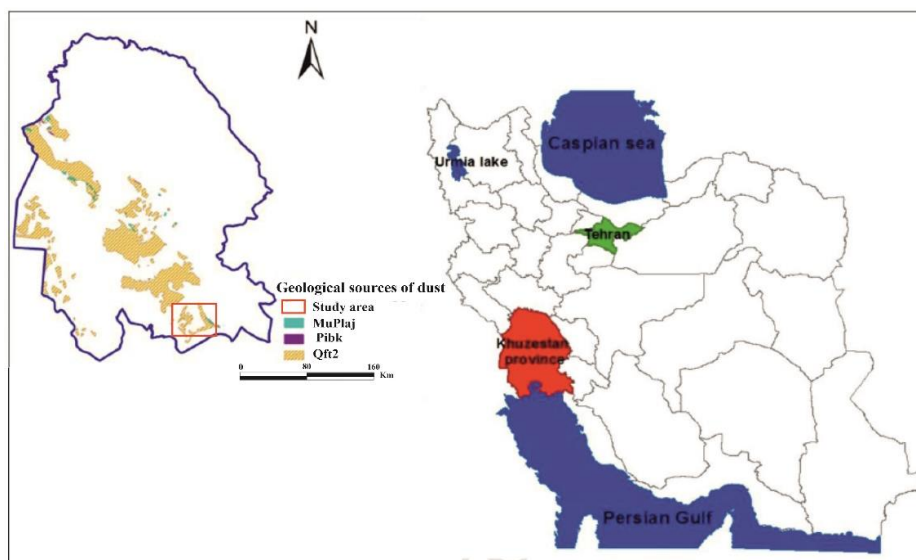 N
Geological sources of dust
Study area
MuPlaj
Pibk
Qft2
0 80 160
Km
Caspian sea
Urmia lake
Tehran
Khuzestan
province
Persian Gulf